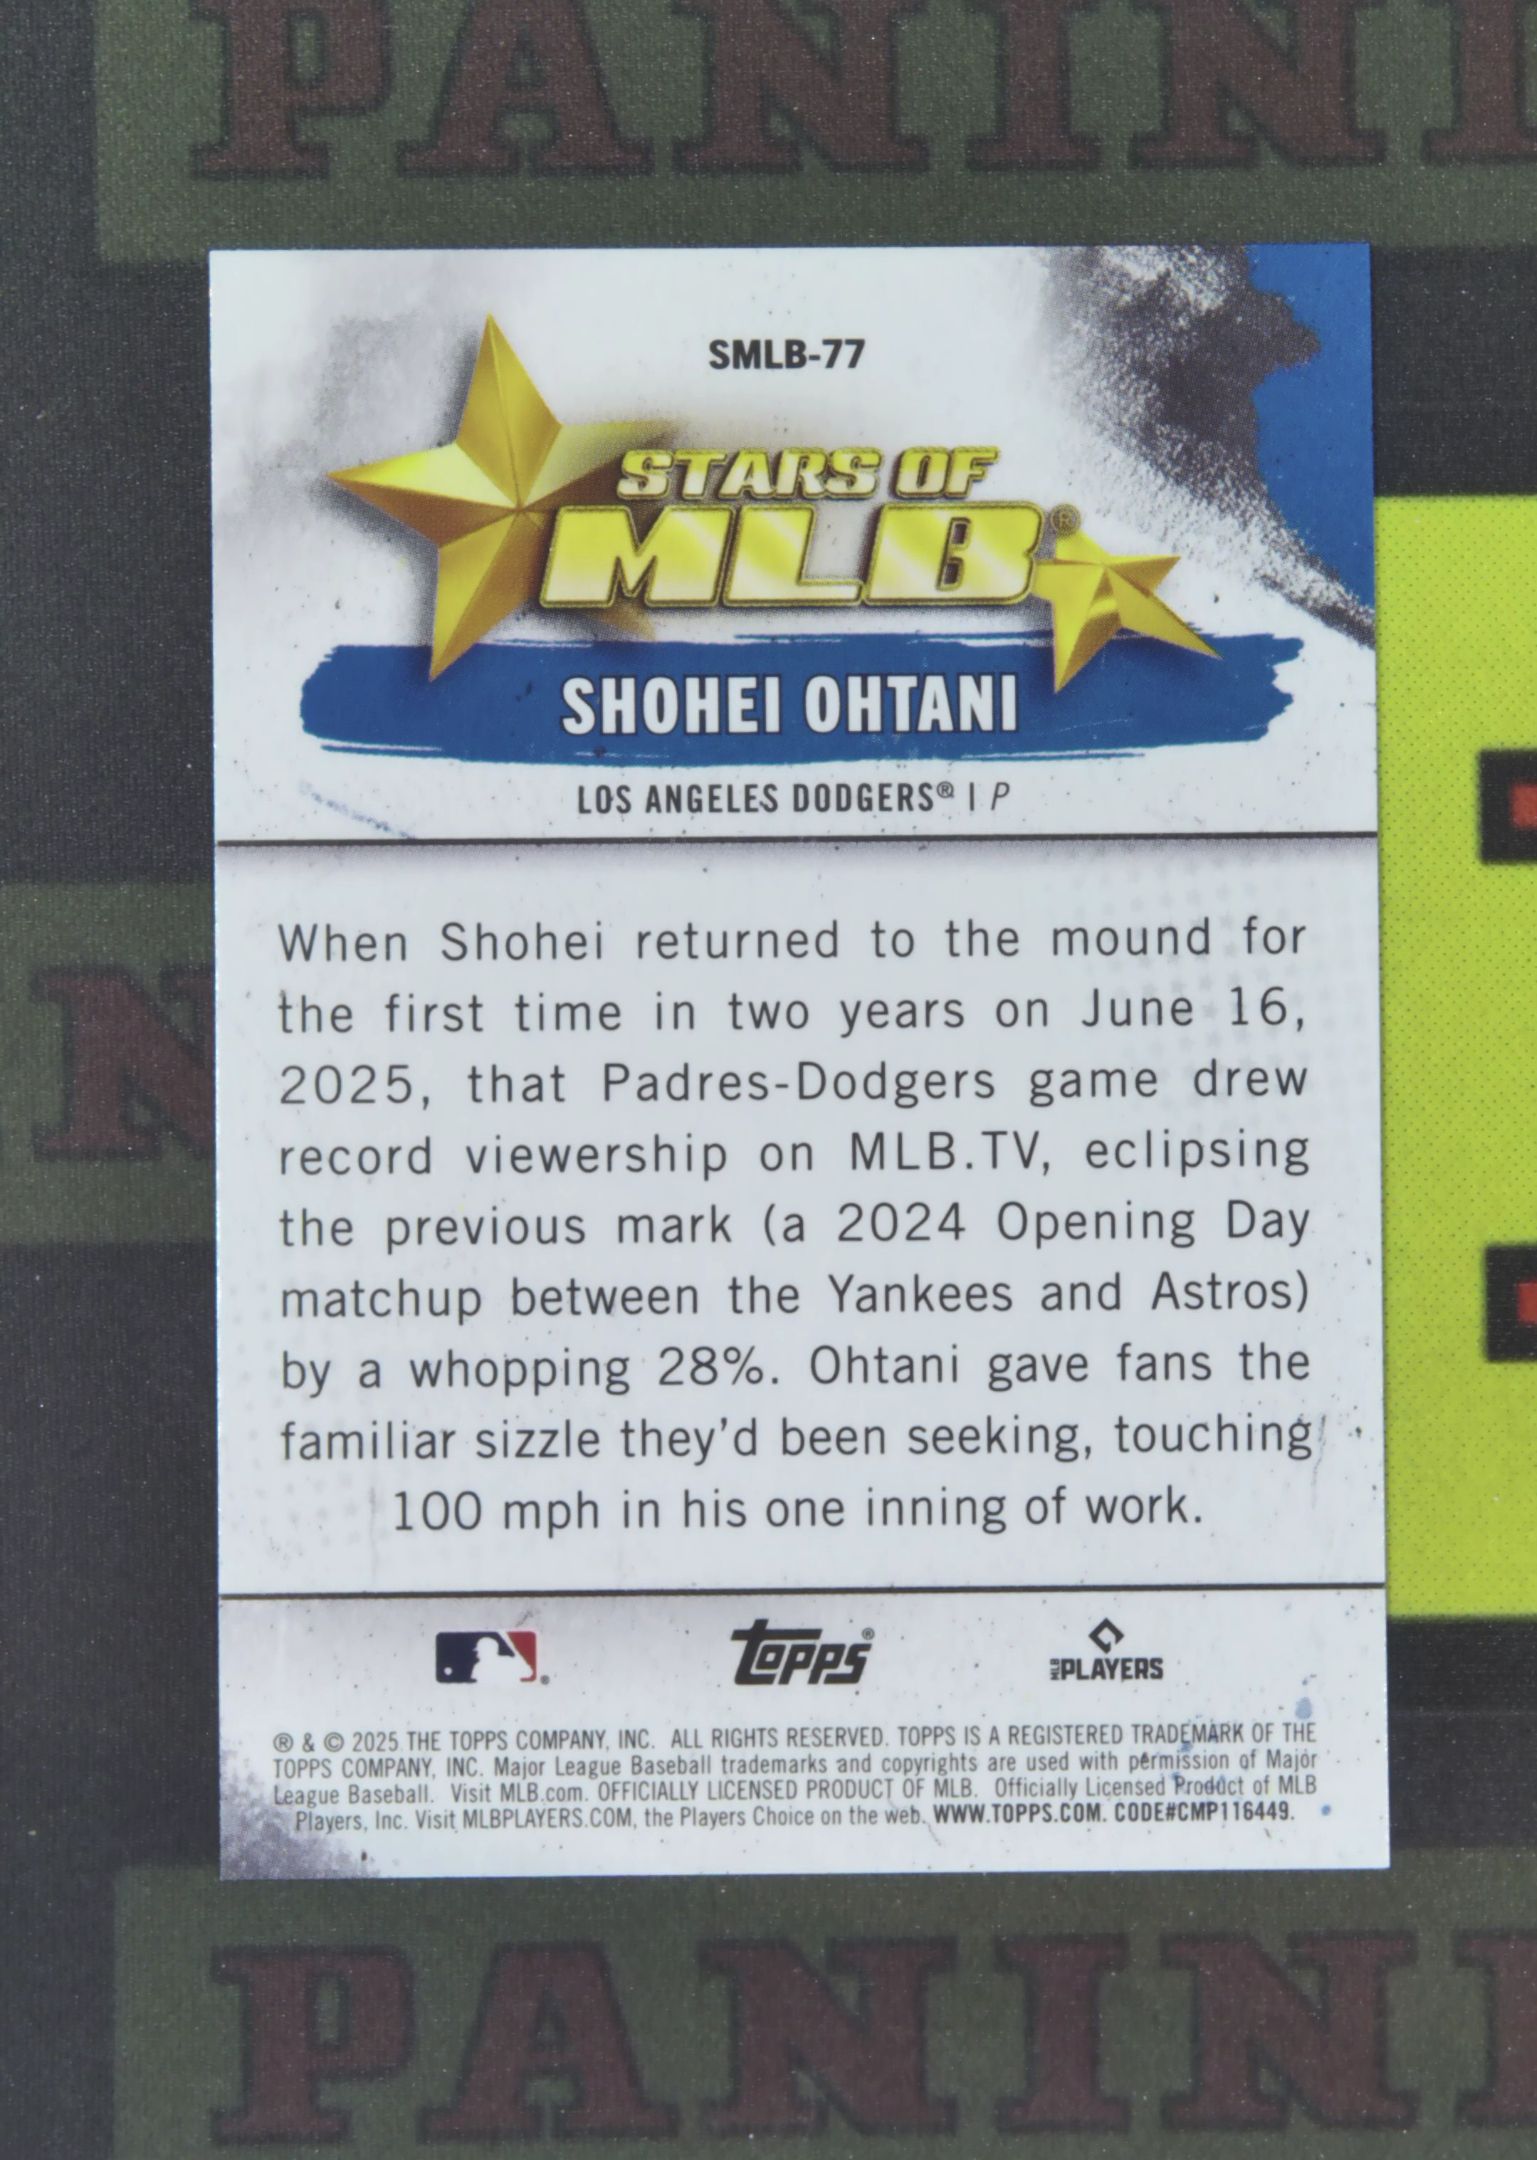 PANINI
SMLB-77
STARS OF
MLB®
SHOHEI OHTANI
LOS ANGELES DODGERS® | P
When Shohei returned to the mound for
the first time in two years on June 16,
2025, that Padres-Dodgers game drew
record viewership on MLB.TV, eclipsing
the previous mark (a 2024 Opening Day
matchup between the Yankees and Astros)
by a whopping 28%. Ohtani gave fans the
familiar sizzle they'd been seeking, touching
100 mph in his one inning of work.
Topps® MLB PLAYERS
® & © 2025 THE TOPPS COMPANY, INC. ALL RIGHTS RESERVED. TOPPS IS A REGISTERED TRADEMARK OF THE
TOPPS COMPANY, INC. Major League Baseball trademarks and copyrights are used with permission of Major
League Baseball. Visit MLB.com. OFFICIALLY LICENSED PRODUCT OF MLB. Officially Licensed Product of MLB
Players, Inc. Visit MLBPLAYERS.COM, the Players Choice on the web. WWW.TOPPS.COM. CODE#CMP116449.
PANINI